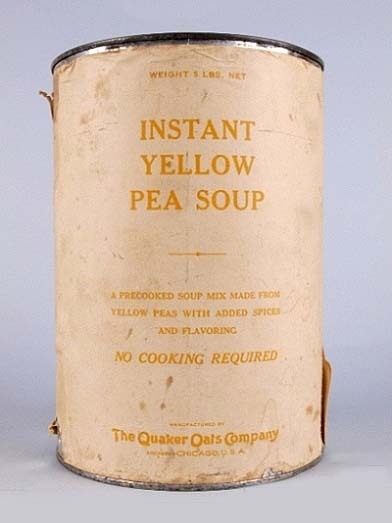 WEIGHT 5 LBS. NET
INSTANT
YELLOW
PEA SOUP
A PRECOOKED SOUP MIX MADE FROM
YELLOW PEAS WITH ADDED SPICES
AND FLAVORING
NO COOKING REQUIRED
MANUFACTURED BY
The Quaker Oats Company
CHICAGO, U.S.A.